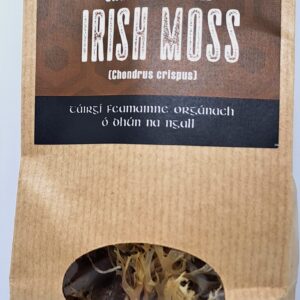 IRISH MOSS
(Chondrus crispus)
Táirgí Feamainne Orgánach
ó Dhún na nGall